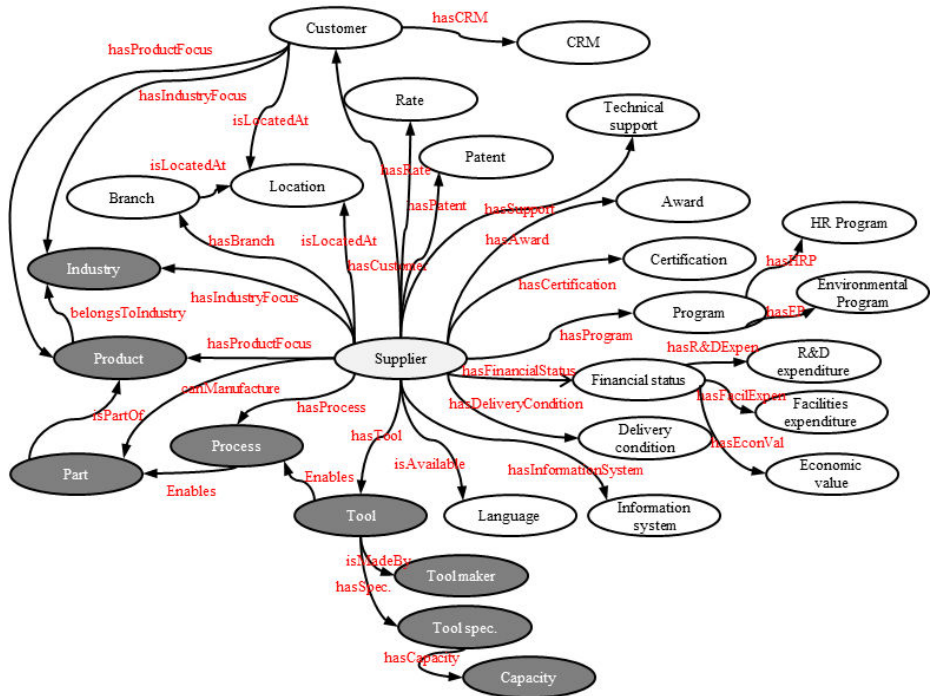 hasCRM
Customer
CRM
hasProductFocus
hasIndustryFocus
Rate
Technical
support
isLocatedAt
Patent
isLocatedAt
hasRate
Branch
Location
hasPatent
hasSupport
Award
HR Program
hasBranch
isLocatedAt
hasAward
hasCustomer
Certification
hasHRP
Industry
hasIndustryFocus
hasCertification
Environmental
Program
belongsToIndustry
Program
hasEP
hasProgram
hasProductFocus
Product
Supplier
hasR&DExpen
R&D
expenditure
hasFinancialStatus
Financial status
canManufacture
hasFacilExpen
Facilities
expenditure
isPartOf
hasProcess
hasDeliveryCondition
Delivery
condition
hasTool
Process
hasEconVal
Part
Enables
Enables
isAvailable
hasInformationSystem
Economic
value
Tool
Language
Information
system
isMadeBy
Tool maker
hasSpec.
Tool spec.
hasCapacity
Capacity